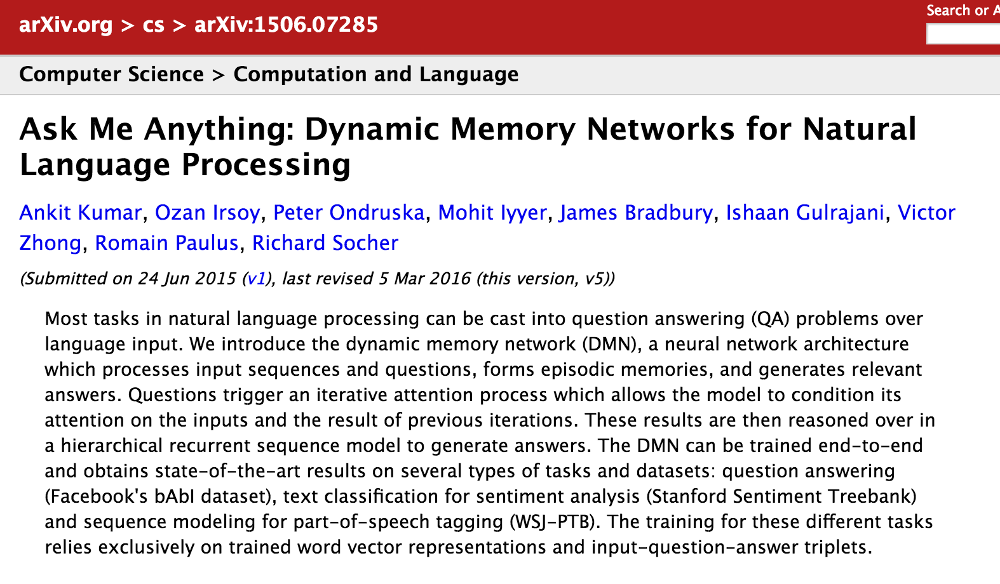 arXiv.org > cs > arXiv:1506.07285
Search or A
Computer Science > Computation and Language
Ask Me Anything: Dynamic Memory Networks for Natural
Language Processing
Ankit Kumar, Ozan Irsoy, Peter Ondruska, Mohit Iyyer, James Bradbury, Ishaan Gulrajani, Victor
Zhong, Romain Paulus, Richard Socher
(Submitted on 24 Jun 2015 (v1), last revised 5 Mar 2016 (this version, v5))
Most tasks in natural language processing can be cast into question answering (QA) problems over
language input. We introduce the dynamic memory network (DMN), a neural network architecture
which processes input sequences and questions, forms episodic memories, and generates relevant
answers. Questions trigger an iterative attention process which allows the model to condition its
attention on the inputs and the result of previous iterations. These results are then reasoned over in
a hierarchical recurrent sequence model to generate answers. The DMN can be trained end-to-end
and obtains state-of-the-art results on several types of tasks and datasets: question answering
(Facebook's bAbI dataset), text classification for sentiment analysis (Stanford Sentiment Treebank)
and sequence modeling for part-of-speech tagging (WSJ-PTB). The training for these different tasks
relies exclusively on trained word vector representations and input-question-answer triplets.